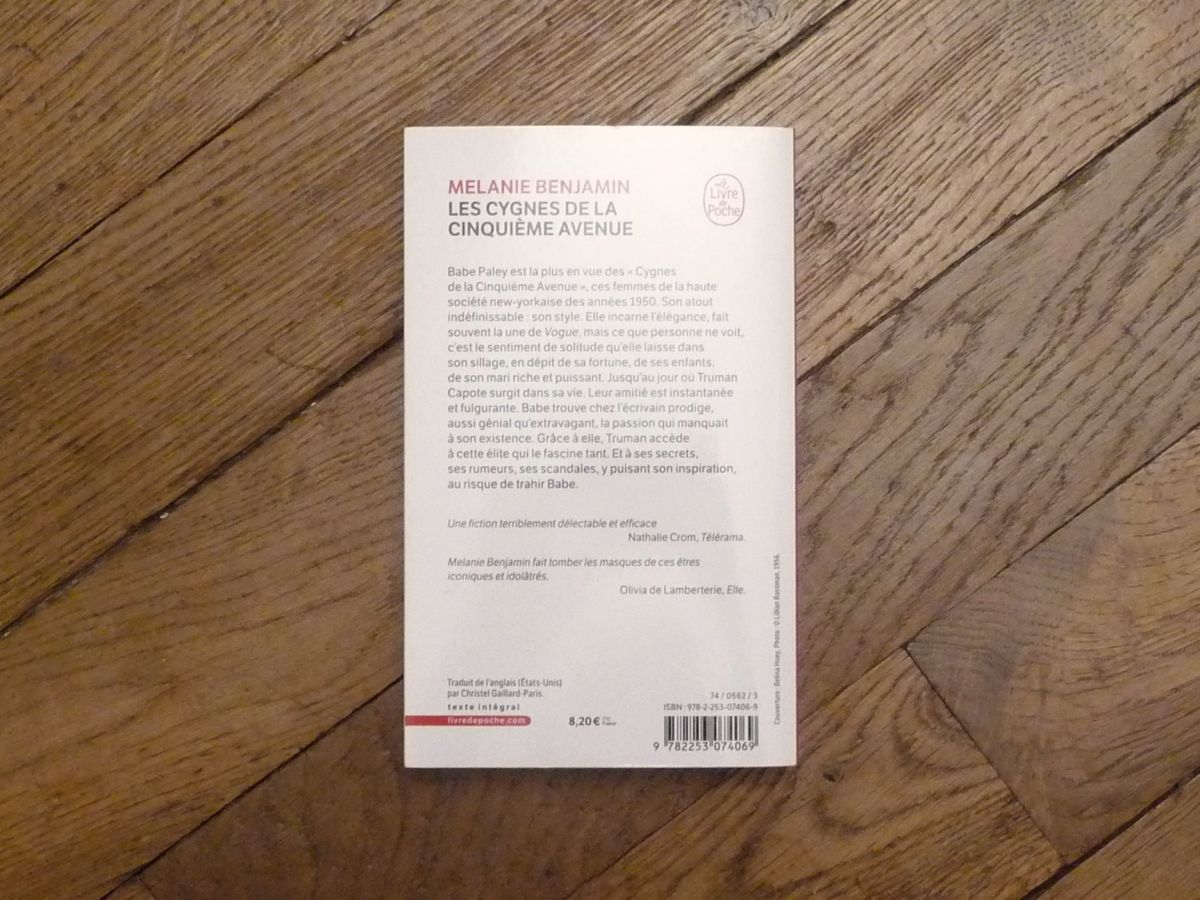 MELANIE BENJAMIN
LES CYGNES DE LA
CINQUIÈME AVENUE
Le
Livre
de
Poche
Babe Paley est la plus en vue des « Cygnes
de la Cinquième Avenue », ces femmes de la haute
société new-yorkaise des années 1950. Son atout
indéfinissable : son style. Elle incarne l'élégance, fait
souvent la une de Vogue, mais ce que personne ne voit,
c'est le sentiment de solitude qu'elle laisse dans
son sillage, en dépit de sa fortune, de ses enfants,
de son mari riche et puissant. Jusqu'au jour où Truman
Capote surgit dans sa vie. Leur amitié est instantanée
et fulgurante. Babe trouve chez l'écrivain prodige,
aussi génial qu'extravagant, la passion qui manquait
à son existence. Grâce à elle, Truman accède
à cette élite qui le fascine tant. Et à ses secrets,
ses rumeurs, ses scandales, y puisant son inspiration,
au risque de trahir Babe.
Une fiction terriblement délectable et efficace
Nathalie Crom, Télérama.
Melanie Benjamin fait tomber les masques de ces êtres
iconiques et idolâtrés.
Olivia de Lamberterie, Elle.
Couverture : Belina Huey. Photo : © Lillian Bassman, 1956.
Traduit de l'anglais (États-Unis)
par Christel Gaillard-Paris.
texte intégral
livredepoche.com
8,20 €
France
74 / 0562 / 3
ISBN : 978-2-253-07406-9
9 782253 074069